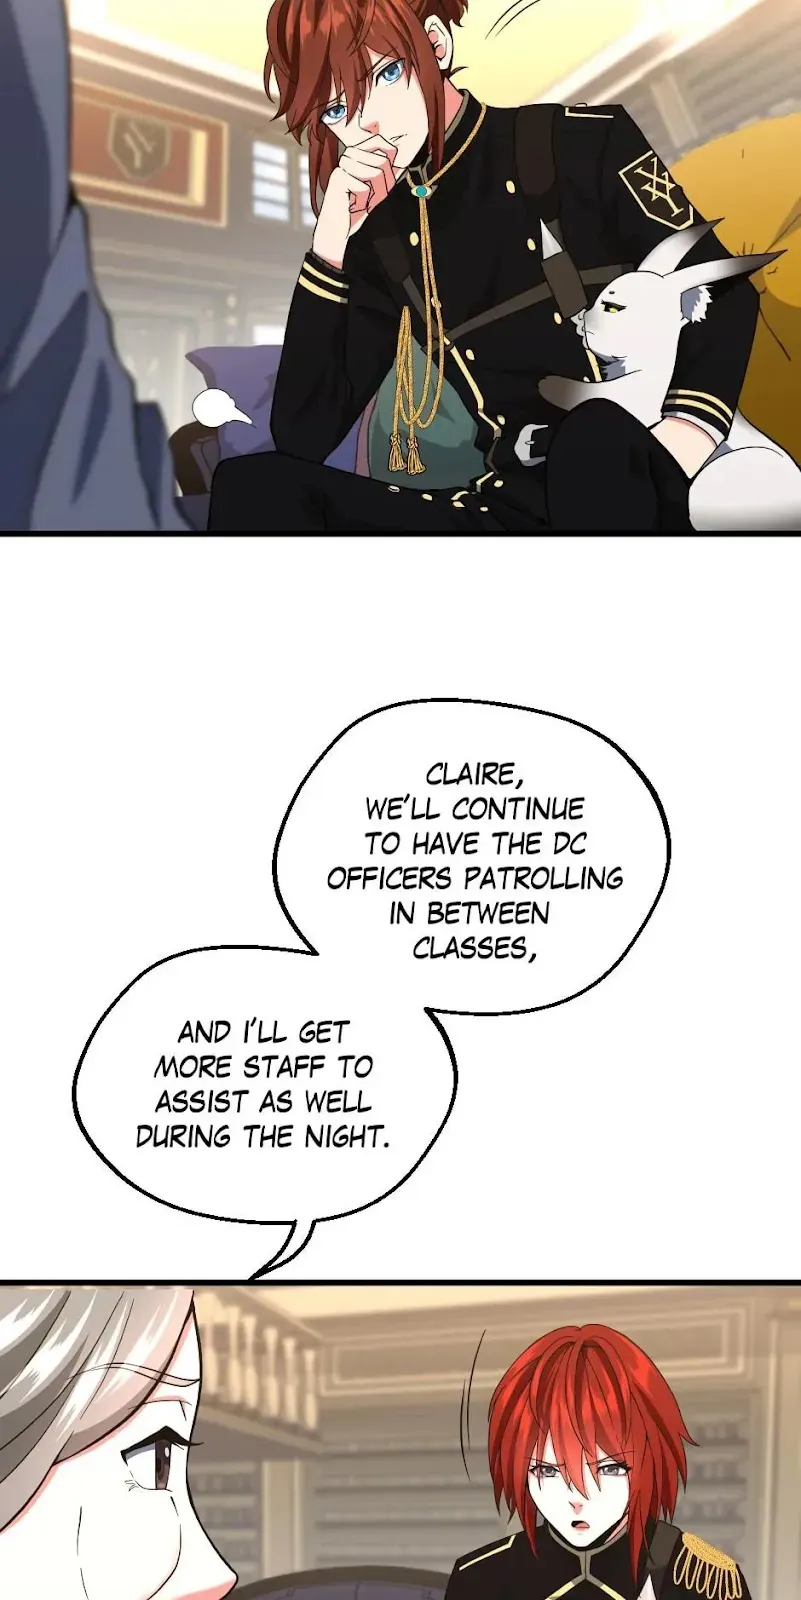 CLAIRE,
WE'LL CONTINUE
TO HAVE THE DC
OFFICERS PATROLLING
IN BETWEEN
CLASSES,
AND I'LL GET
MORE STAFF TO
ASSIST AS WELL
DURING THE NIGHT.